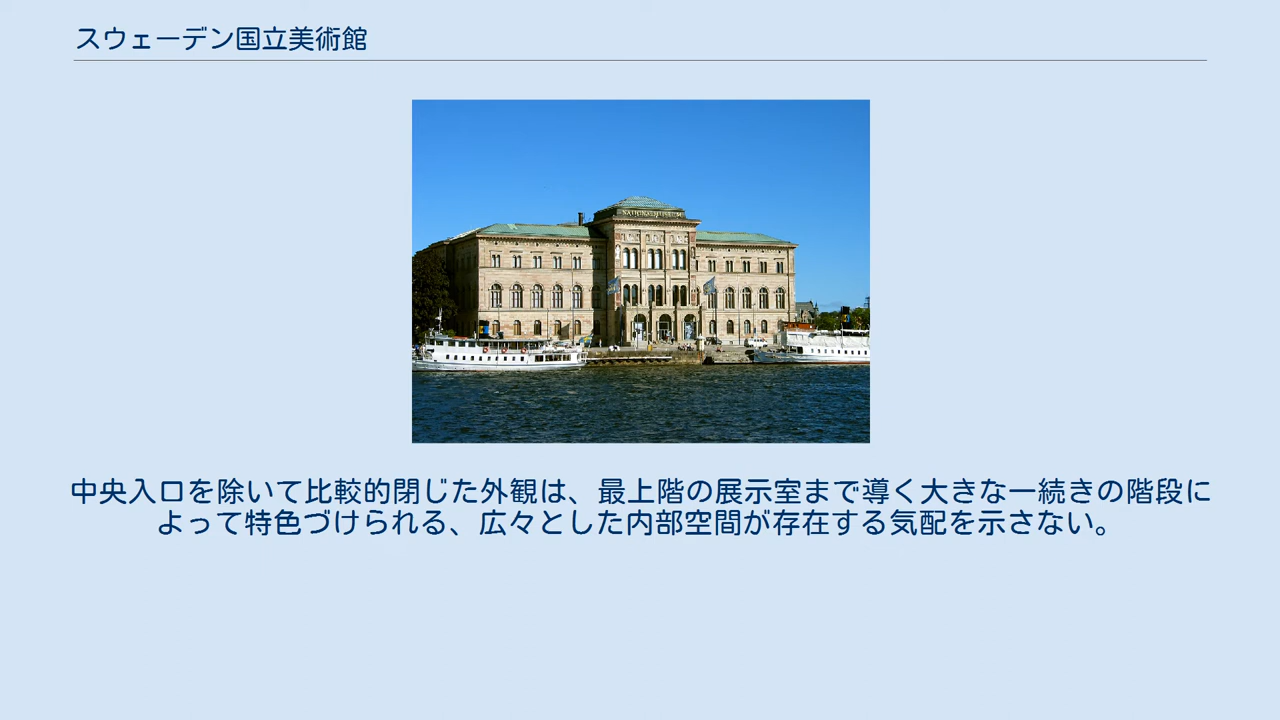 スウェーデン国立美術館
NATIONALMUSEUM
中央入口を除いて比較的閉じた外観は、最上階の展示室まで導く大きな一続きの階段に
よって特色づけられる、広々とした内部空間が存在する気配を示さない。